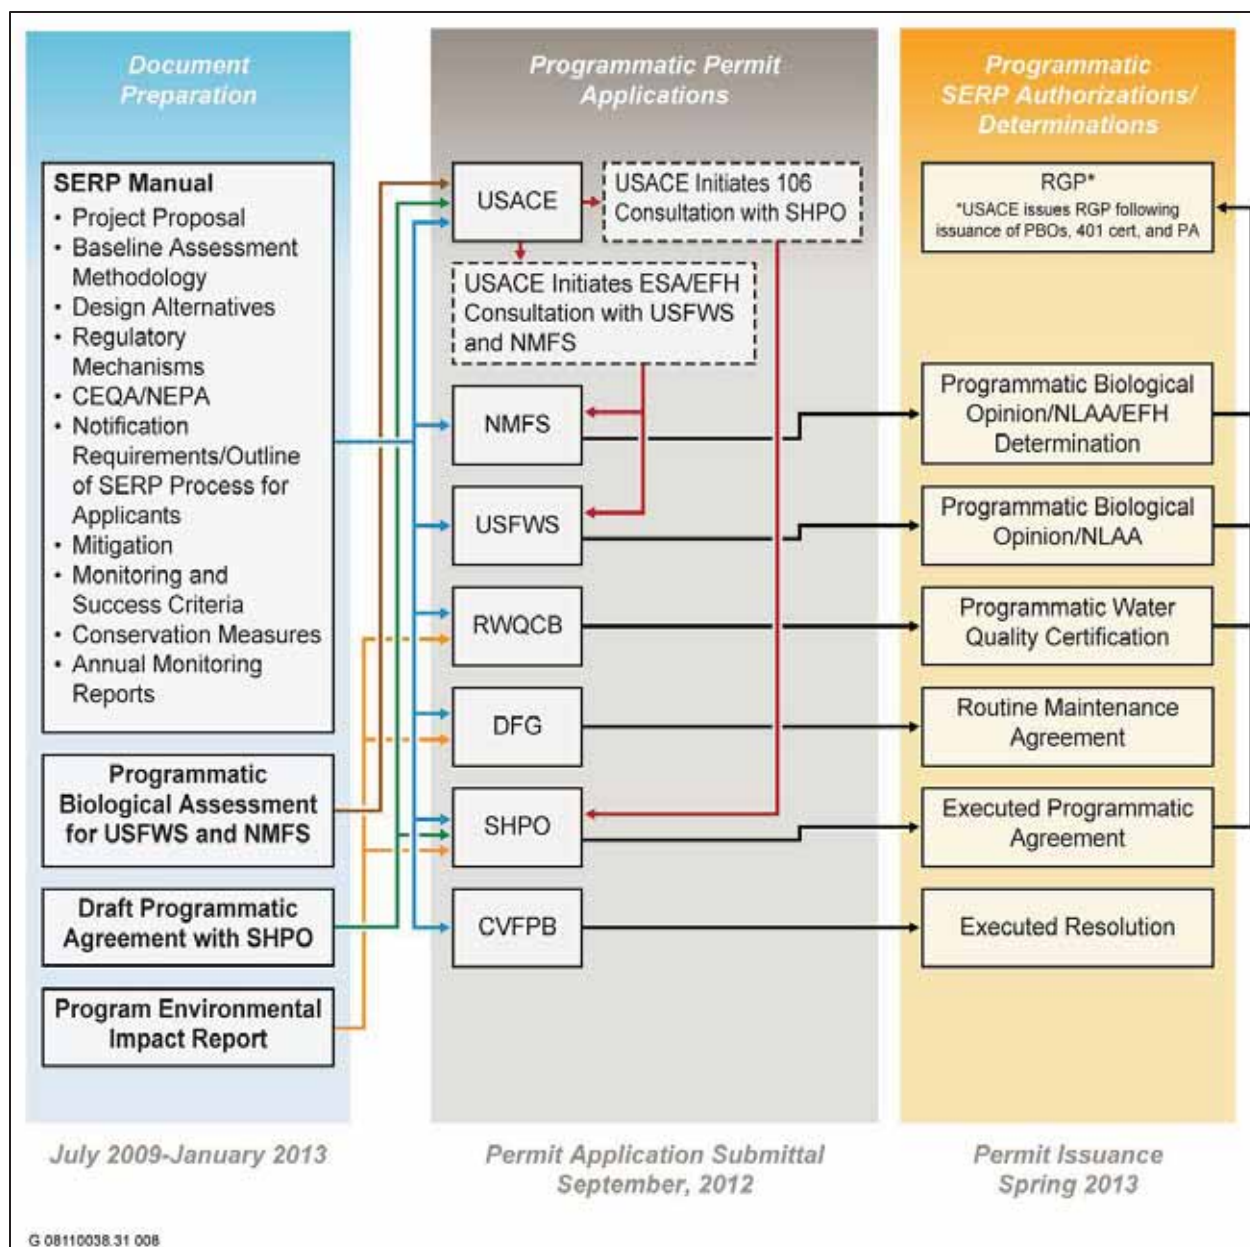 Document
Preparation
SERP Manual
• Project Proposal
• Baseline Assessment
Methodology
• Design Alternatives
• Regulatory
Mechanisms
• CEQA/NEPA
• Notification
Requirements/Outline
of SERP Process for
Applicants
• Mitigation
• Monitoring and
Success Criteria
• Conservation Measures
• Annual Monitoring
Reports
Programmatic
Biological Assessment
for USFWS and NMFS
Draft Programmatic
Agreement with SHPO
Program Environmental
Impact Report
July 2009-January 2013
Programmatic Permit
Applications
USACE
USACE Initiates 106
Consultation with SHPO
USACE Initiates ESA/EFH
Consultation with USFWS
and NMFS
NMFS
USFWS
RWQCB
DFG
SHPO
CVFPB
Permit Application Submittal
September, 2012
Programmatic
SERP Authorizations/
Determinations
RGP*
*USACE issues RGP following
issuance of PBOs, 401 cert, and PA
Programmatic Biological
Opinion/NLAA/EFH
Determination
Programmatic Biological
Opinion/NLAA
Programmatic Water
Quality Certification
Routine Maintenance
Agreement
Executed Programmatic
Agreement
Executed Resolution
Permit Issuance
Spring 2013
G 08110038.31 008